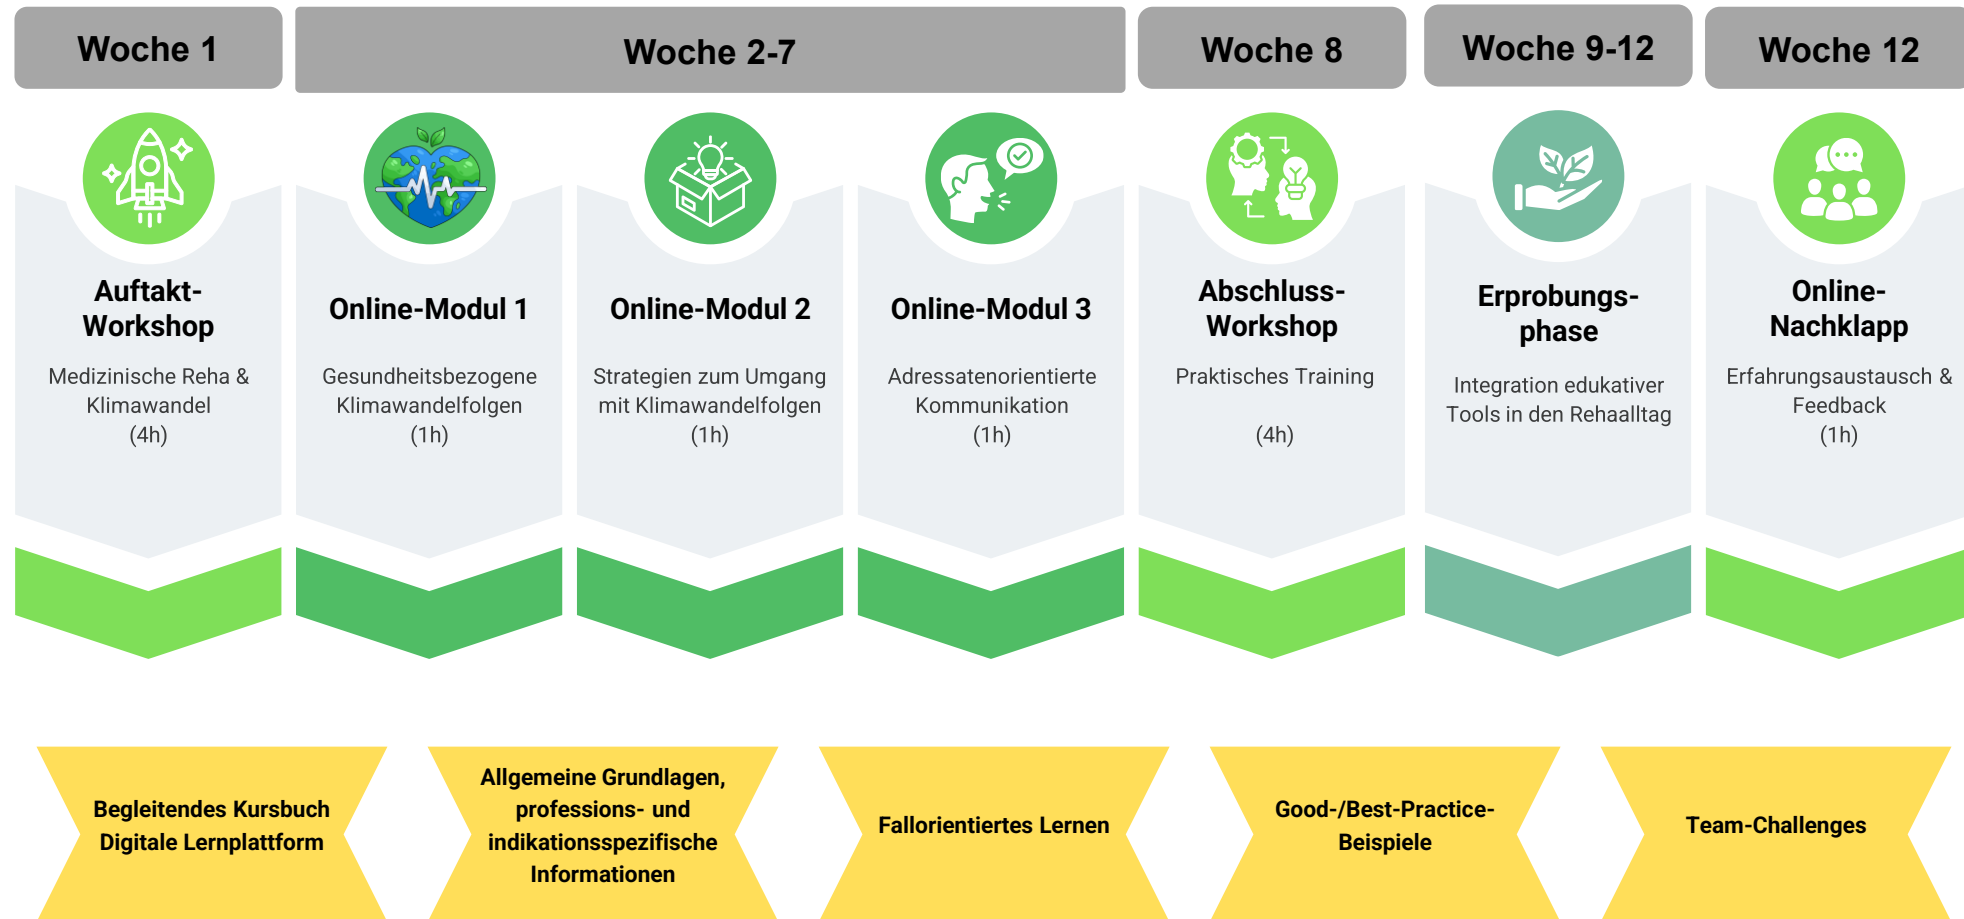 Woche 1
Woche 2-7
Woche 8
Woche 9-12
Woche 12
Auftakt-
Workshop
Medizinische Reha &
Klimawandel
(4h)
Online-Modul 1
Gesundheitsbezogene
Klimawandelfolgen
(1h)
Online-Modul 2
Strategien zum Umgang
mit Klimawandelfolgen
(1h)
Online-Modul 3
Adressatenorientierte
Kommunikation
(1h)
Abschluss-
Workshop
Praktisches Training
(4h)
Erprobungs-
phase
Integration edukativer
Tools in den Rehaalltag
Online-
Nachklapp
Erfahrungsaustausch &
Feedback
(1h)
Begleitendes Kursbuch
Digitale Lernplattform
Allgemeine Grundlagen,
professions- und
indikationsspezifische
Informationen
Fallorientiertes Lernen
Good-/Best-Practice-
Beispiele
Team-Challenges